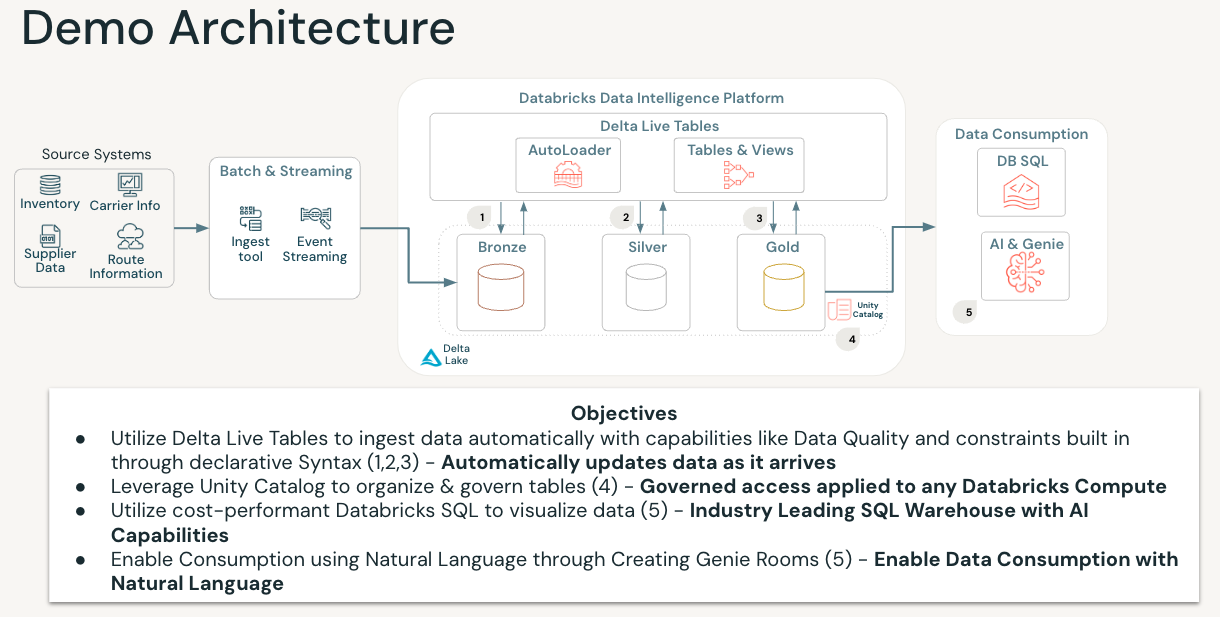 Demo Architecture
Source Systems
Inventory
Carrier Info
Supplier
Data
Route
Information
Batch & Streaming
Ingest
tool
Event
Streaming
Databricks Data Intelligence Platform
Delta Live Tables
AutoLoader
Tables & Views
1
2
3
Bronze
Silver
Gold
Unity
Catalog
4
Delta
Lake
Data Consumption
DB SQL
AI & Genie
5
Objectives
● Utilize Delta Live Tables to ingest data automatically with capabilities like Data Quality and constraints built in
through declarative Syntax (1,2,3) – Automatically updates data as it arrives
● Leverage Unity Catalog to organize & govern tables (4) – Governed access applied to any Databricks Compute
● Utilize cost-performant Databricks SQL to visualize data (5) – Industry Leading SQL Warehouse with AI
Capabilities
● Enable Consumption using Natural Language through Creating Genie Rooms (5) – Enable Data Consumption with
Natural Language